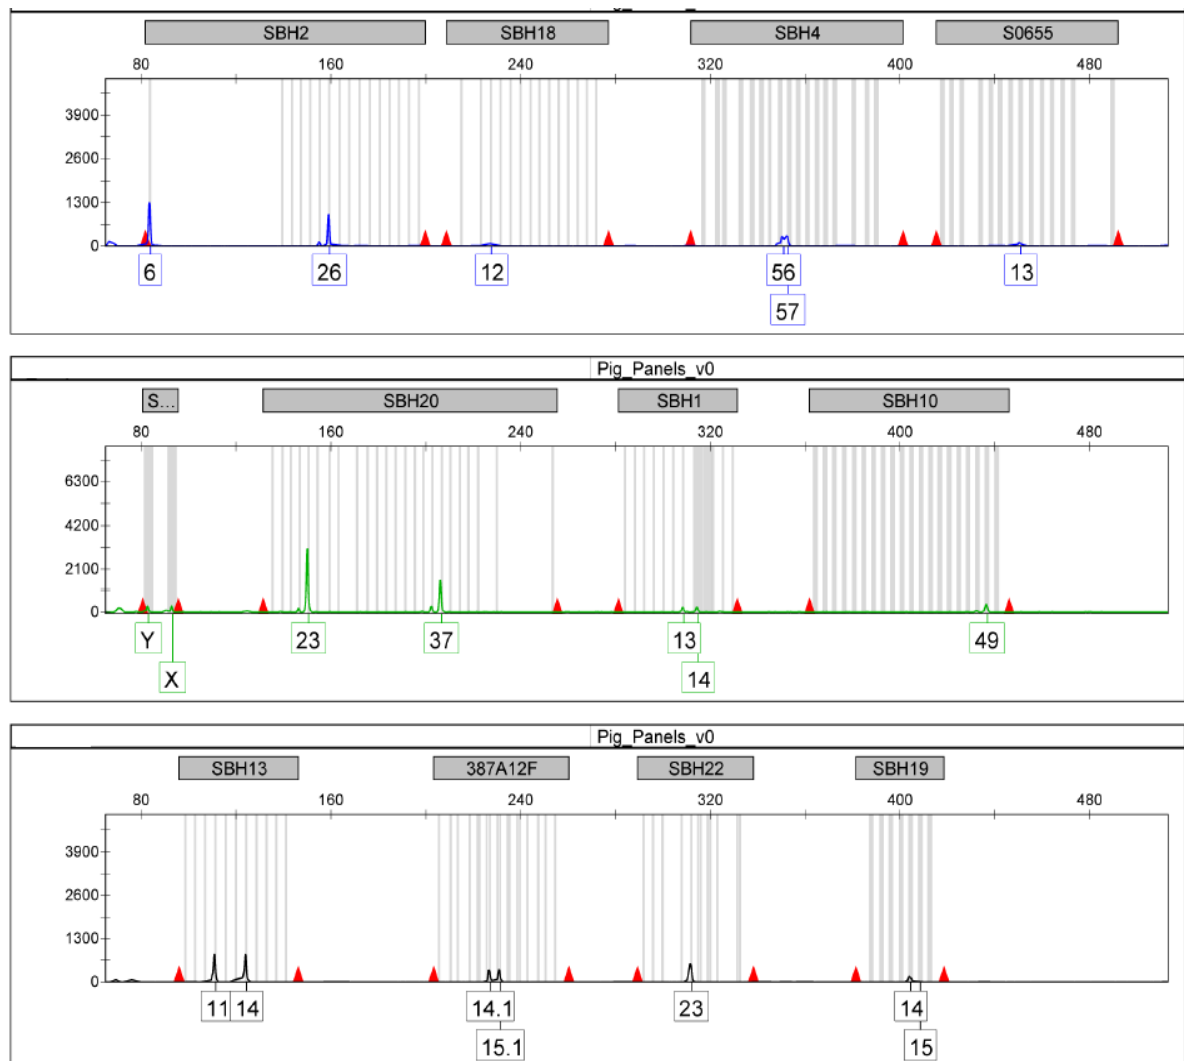 SBH2 SBH18 SBH4 S0655
80 160 240 320 400 480
3900
2600
1300
0
6 26 12 56 13
57
Pig_Panels_v0
S... SBH20 SBH1 SBH10
80 160 240 320 400 480
6300
4200
2100
0
Y 23 37 13 49
X 14
Pig_Panels_v0
SBH13 387A12F SBH22 SBH19
80 160 240 320 400 480
3900
2600
1300
0
11 14 14.1 23 14
15.1 15